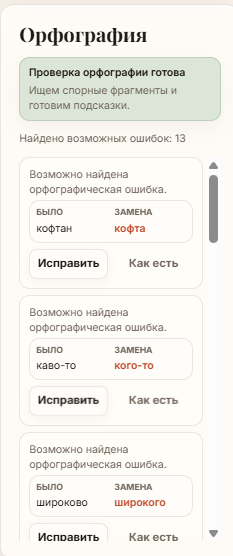 Орфография
Проверка орфографии готова
Ищем спорные фрагменты и
готовим подсказки.
Найдено возможных ошибок: 13
Возможно найдена
орфографическая ошибка.
БЫЛО ЗАМЕНА
кофтан кофта
Исправить Как есть
Возможно найдена
орфографическая ошибка.
БЫЛО ЗАМЕНА
каво-то кого-то
Исправить Как есть
Возможно найдена
орфографическая ошибка.
БЫЛО ЗАМЕНА
широково широкого
Исправить Как есть